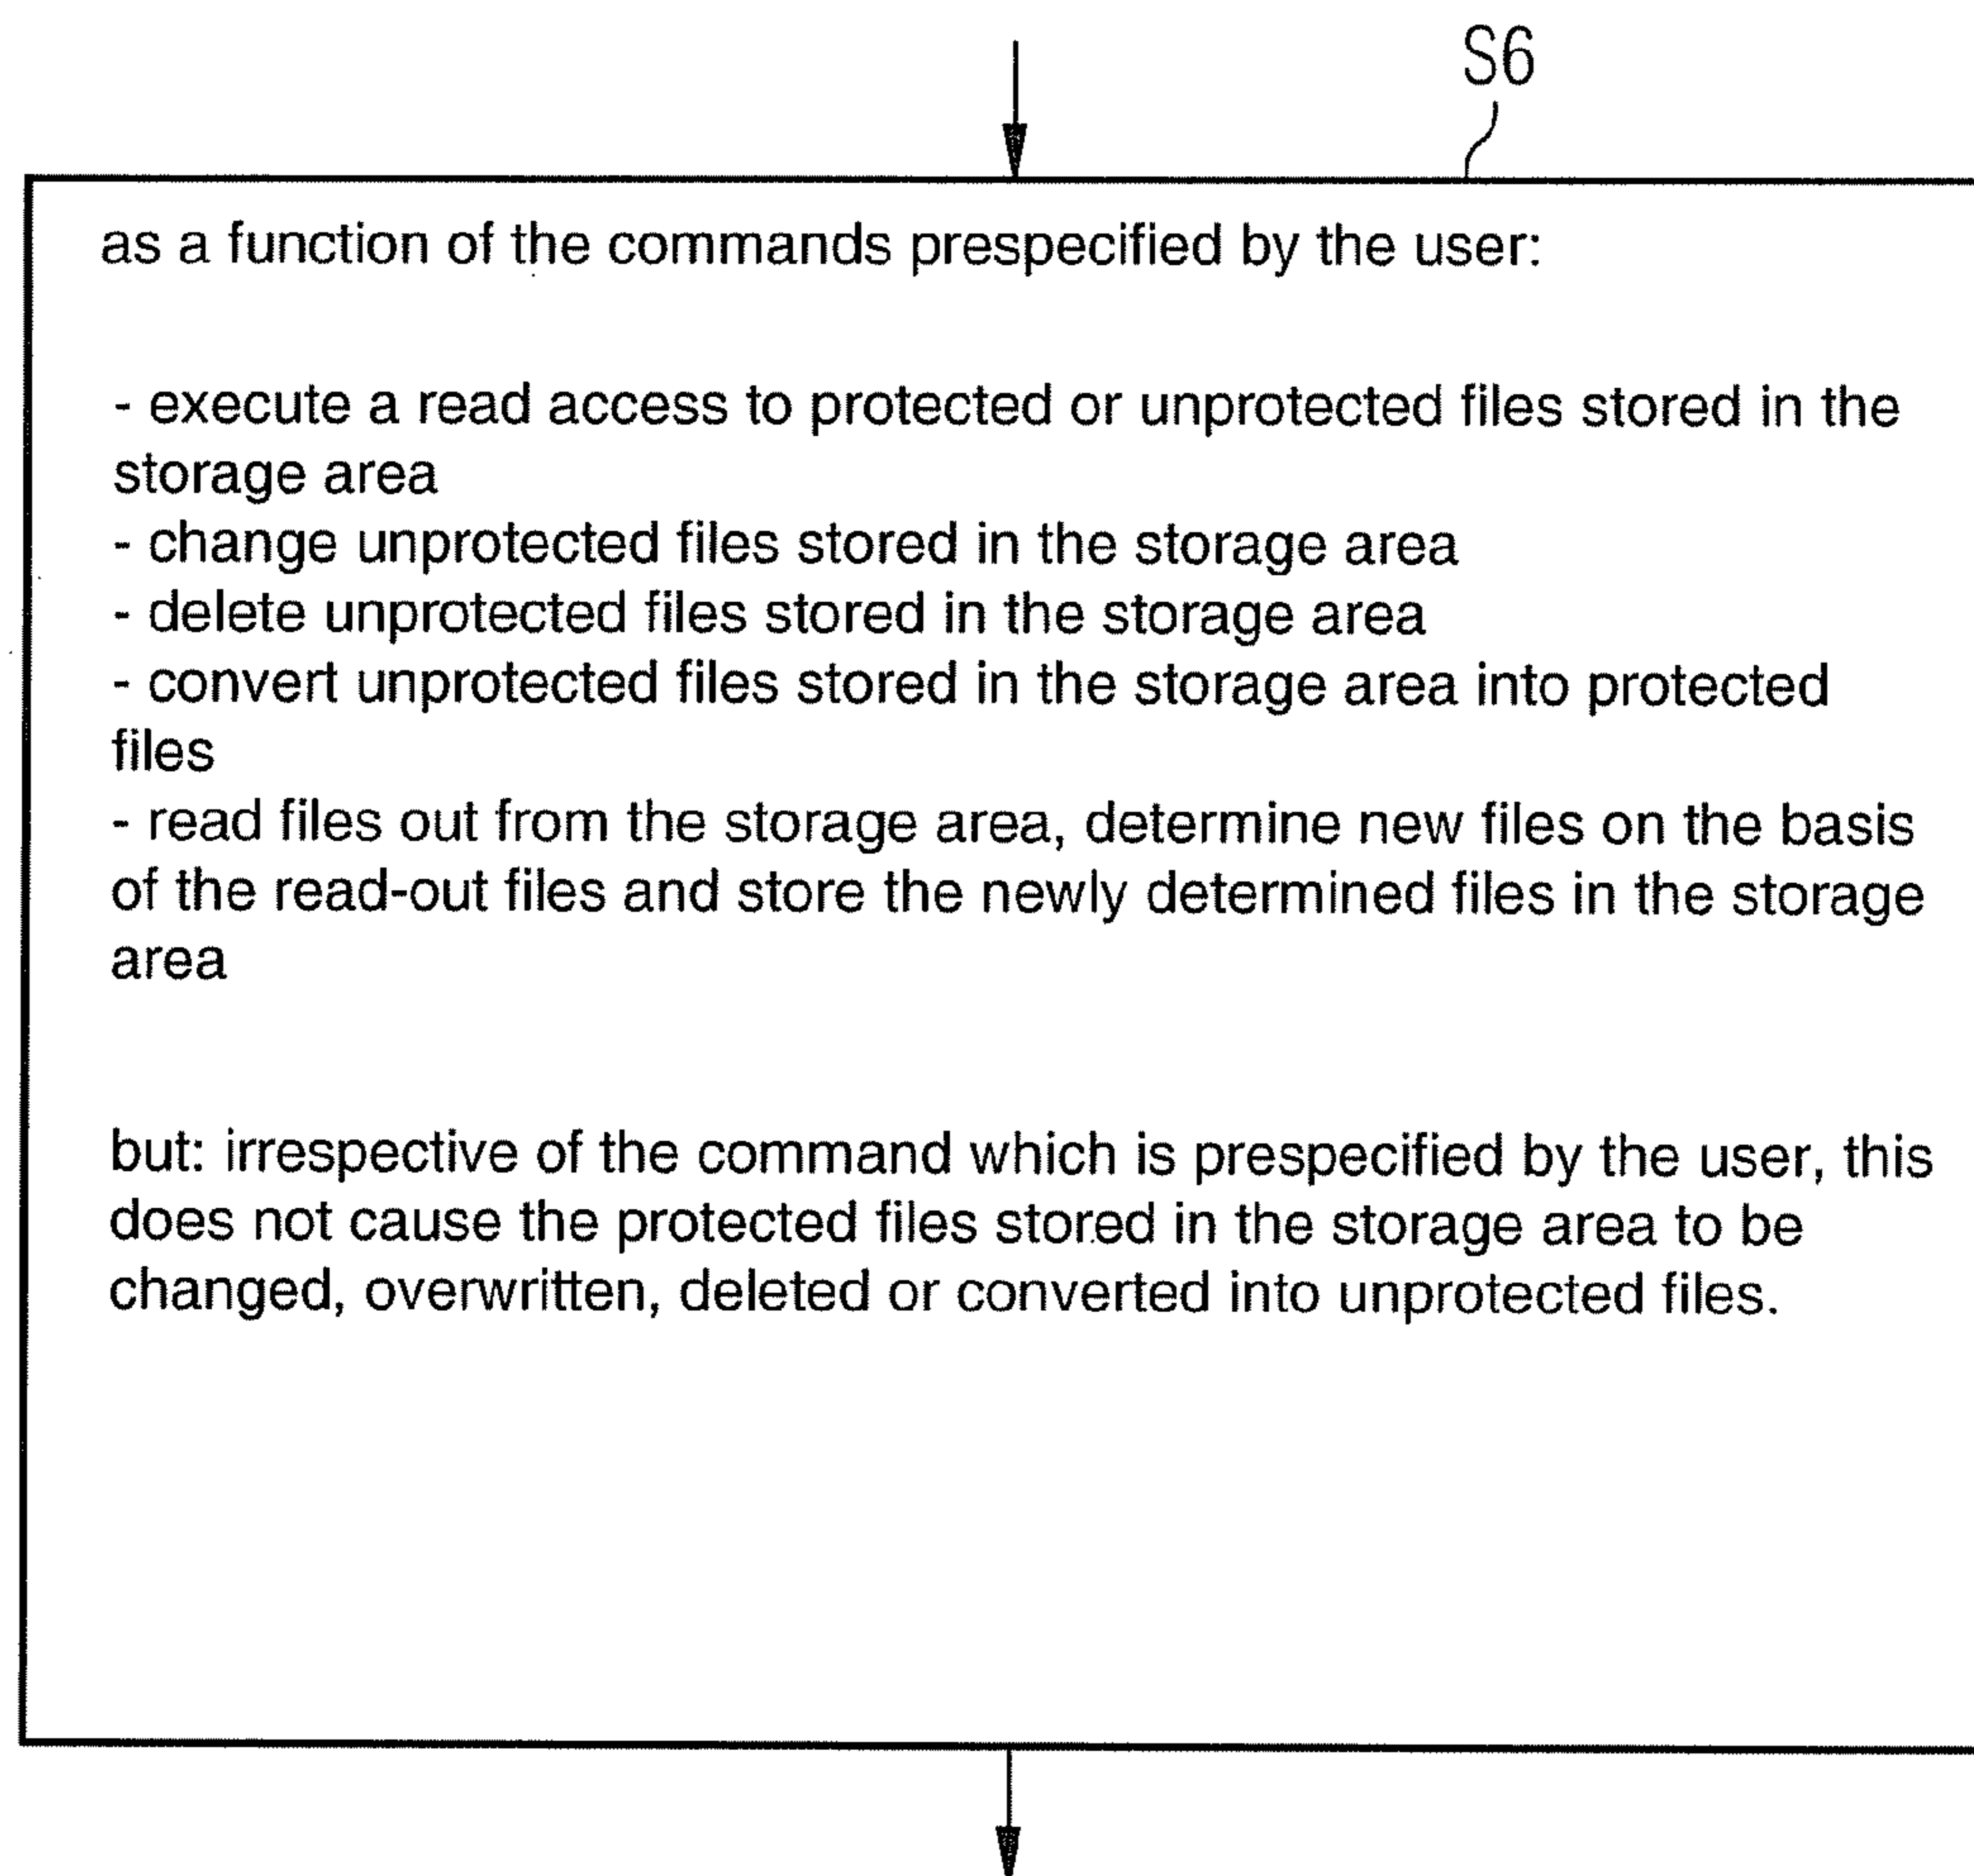 S6
as a function of the commands prespecified by the user:
- execute a read access to protected or unprotected files stored in the
storage area
- change unprotected files stored in the storage area
- delete unprotected files stored in the storage area
- convert unprotected files stored in the storage area into protected
files
- read files out from the storage area, determine new files on the basis
of the read-out files and store the newly determined files in the storage
area
but: irrespective of the command which is prespecified by the user, this
does not cause the protected files stored in the storage area to be
changed, overwritten, deleted or converted into unprotected files.